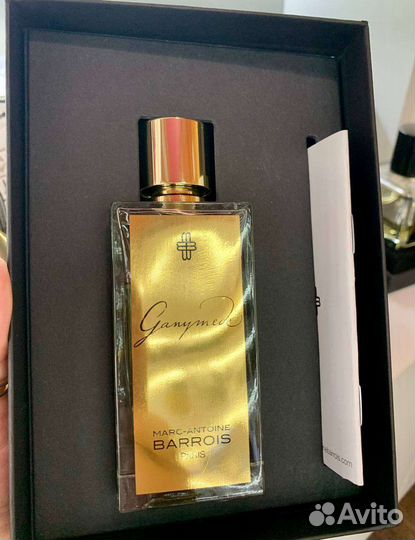 Ganymede
MARC-ANTOINE
BARROIS
PARIS
Avito